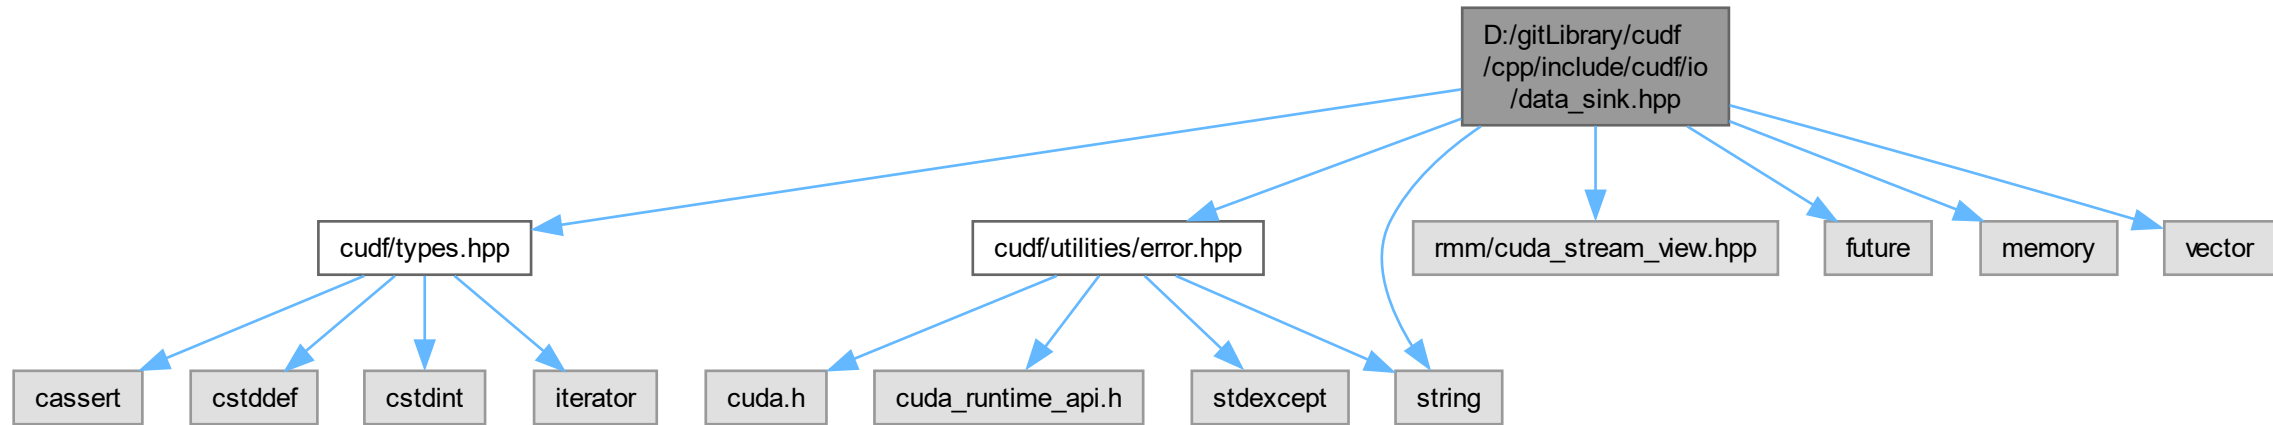 D:/gitLibrary/cudf
/cpp/include/cudf/io
/data_sink.hpp
cudf/types.hpp
cudf/utilities/error.hpp
rmm/cuda_stream_view.hpp
future
memory
vector
cassert
cstddef
cstdint
iterator
cuda.h
cuda_runtime_api.h
stdexcept
string